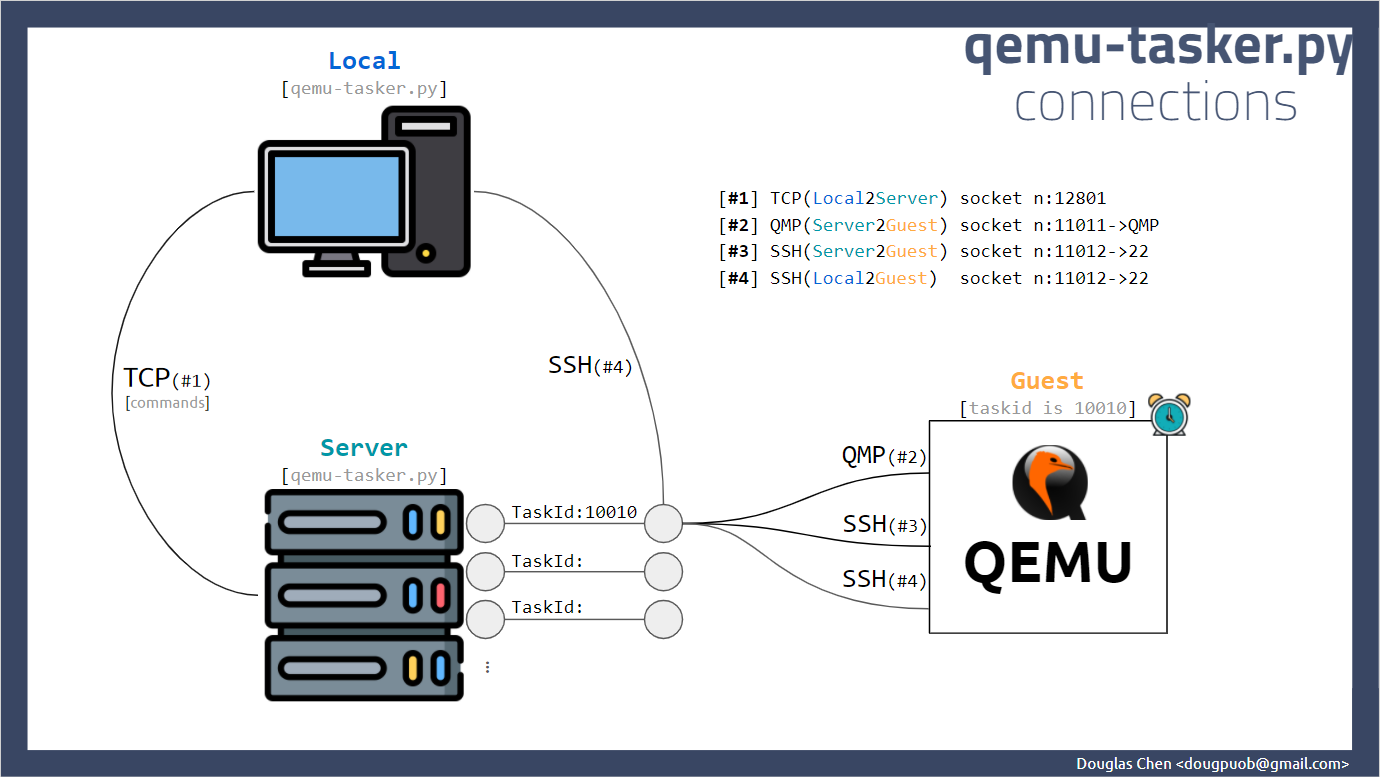 qemu-tasker.py
connections
Local
[qemu-tasker.py]
[#1] TCP(Local2Server) socket n:12801
[#2] QMP(Server2Guest) socket n:11011->QMP
[#3] SSH(Server2Guest) socket n:11012->22
[#4] SSH(Local2Guest)  socket n:11012->22
TCP(#1)
[commands]
SSH(#4)
Server
[qemu-tasker.py]
TaskId:10010
TaskId:
TaskId:
⋮
Guest
[taskid is 10010]
QMP(#2)
SSH(#3)
SSH(#4)
QEMU
Douglas Chen <dougpuob@gmail.com>